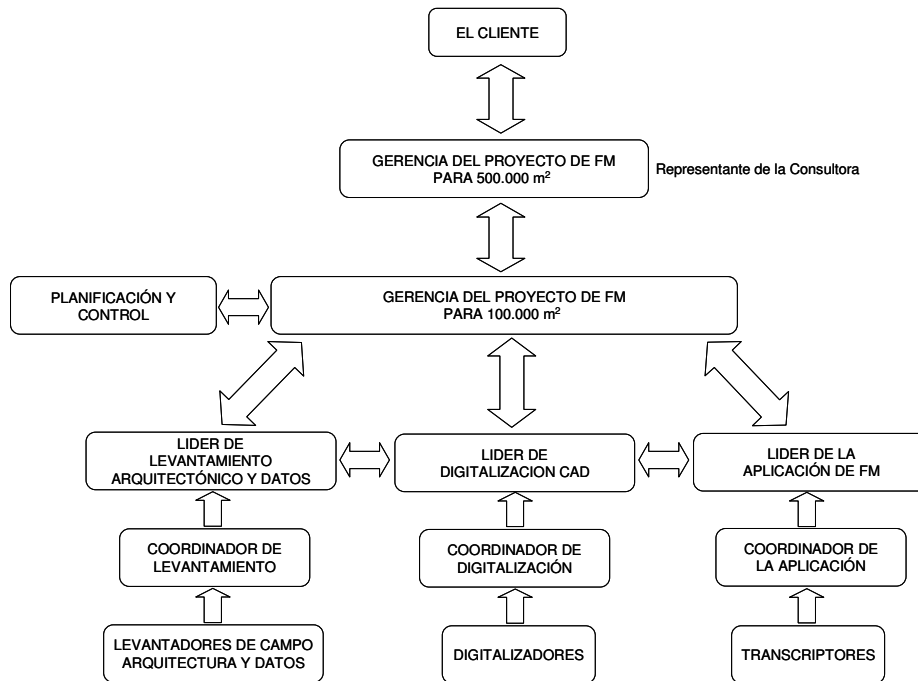 EL CLIENTE
GERENCIA DEL PROYECTO DE FM
PARA 500.000 m²
Representante de la Consultora
PLANIFICACIÓN Y
CONTROL
GERENCIA DEL PROYECTO DE FM
PARA 100.000 m²
LIDER DE
LEVANTAMIENTO
ARQUITECTÓNICO Y DATOS
LIDER DE
DIGITALIZACION CAD
LIDER DE LA
APLICACIÓN DE FM
COORDINADOR DE
LEVANTAMIENTO
COORDINADOR DE
DIGITALIZACIÓN
COORDINADOR DE
LA APLICACIÓN
LEVANTADORES DE CAMPO
ARQUITECTURA Y DATOS
DIGITALIZADORES
TRANSCRIPTORES